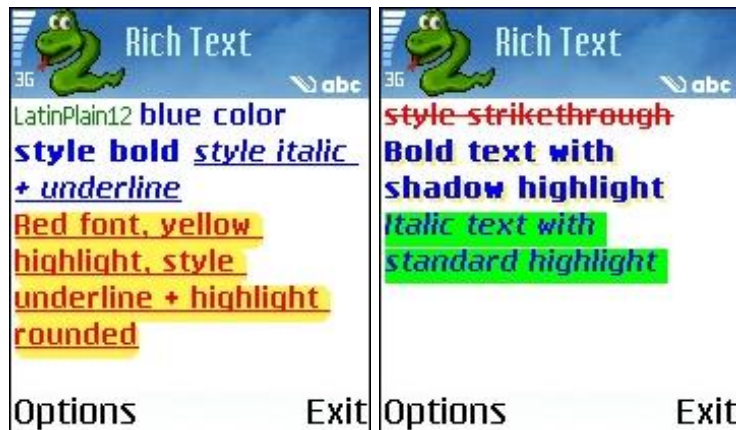 Rich Text
3G
abc
LatinPlain12 blue color
style bold style italic
+ underline
Red font, yellow
highlight, style
underline + highlight
rounded
Options Exit
Rich Text
3G
abc
style strikethrough
Bold text with
shadow highlight
Italic text with
standard highlight
Options Exit